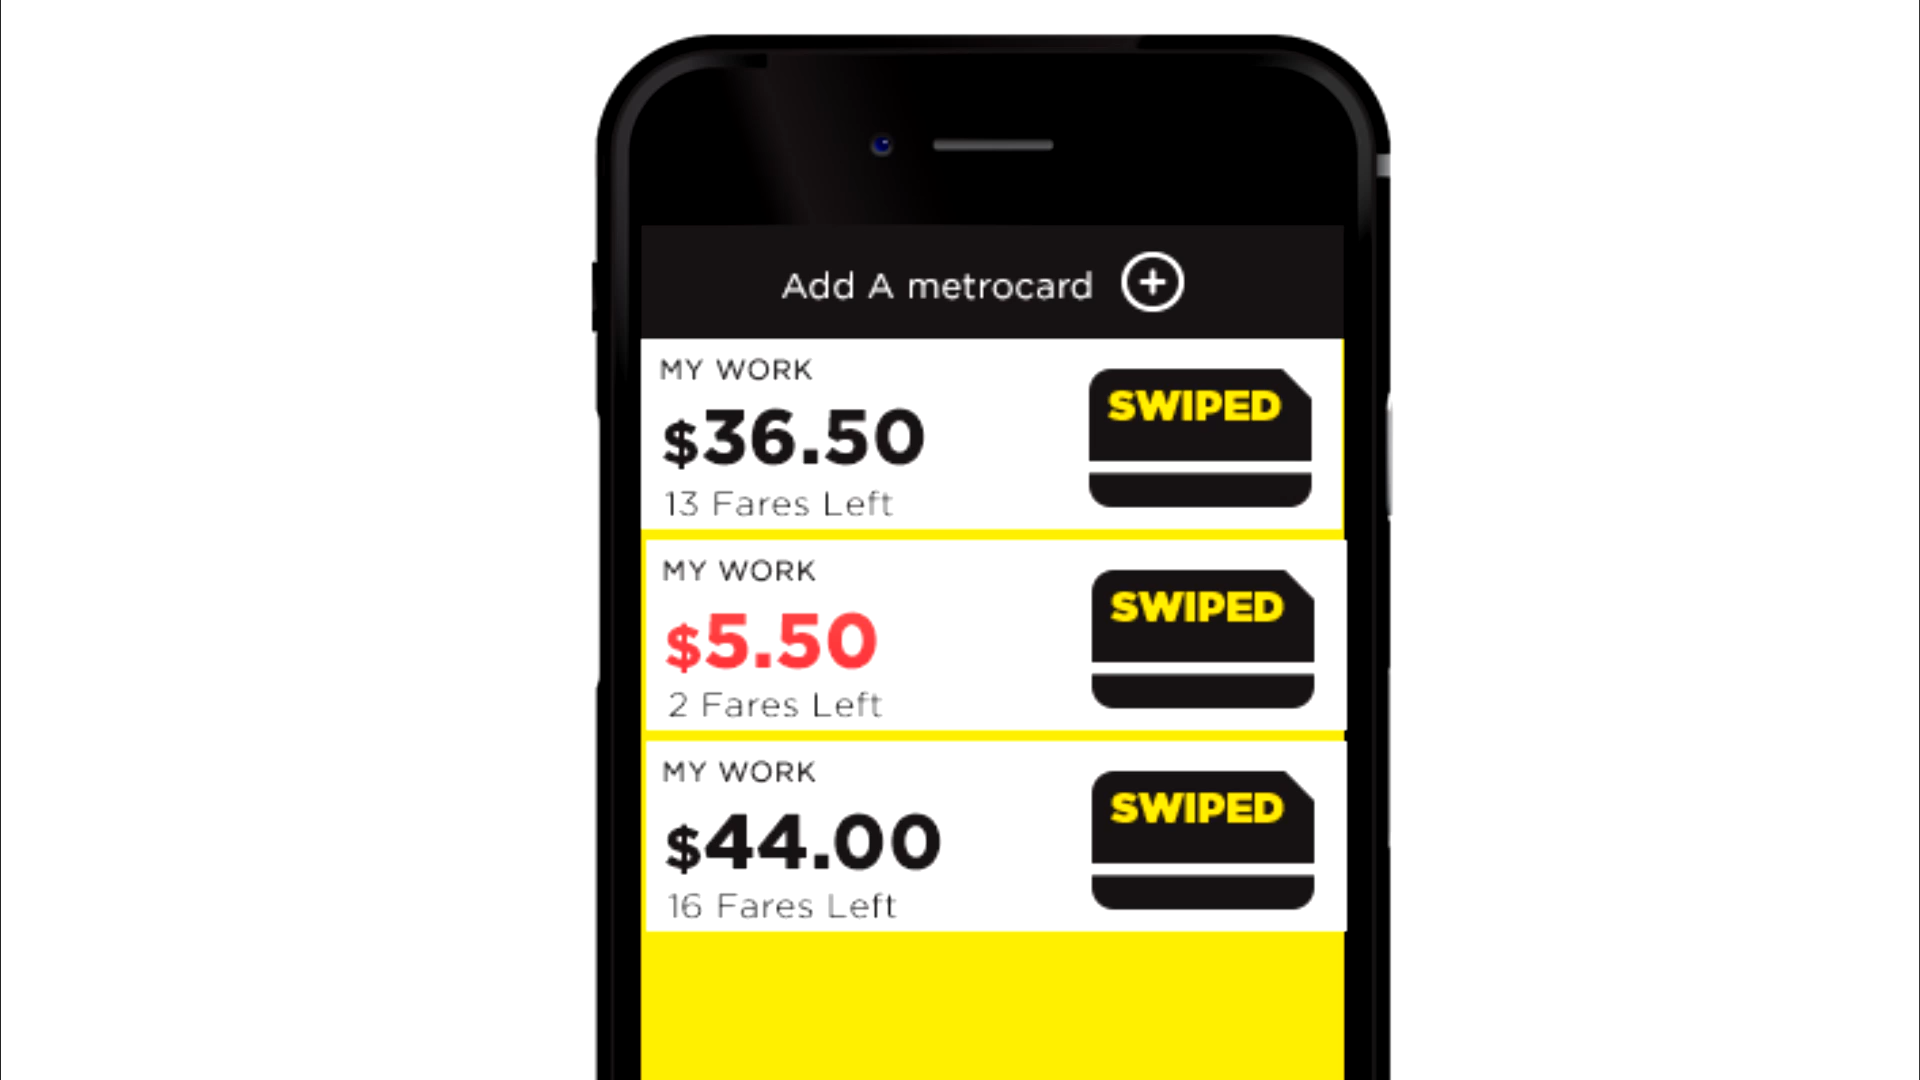 Add A metrocard
MY WORK
$36.50
13 Fares Left
SWIPED
MY WORK
$5.50
2 Fares Left
SWIPED
MY WORK
$44.00
16 Fares Left
SWIPED